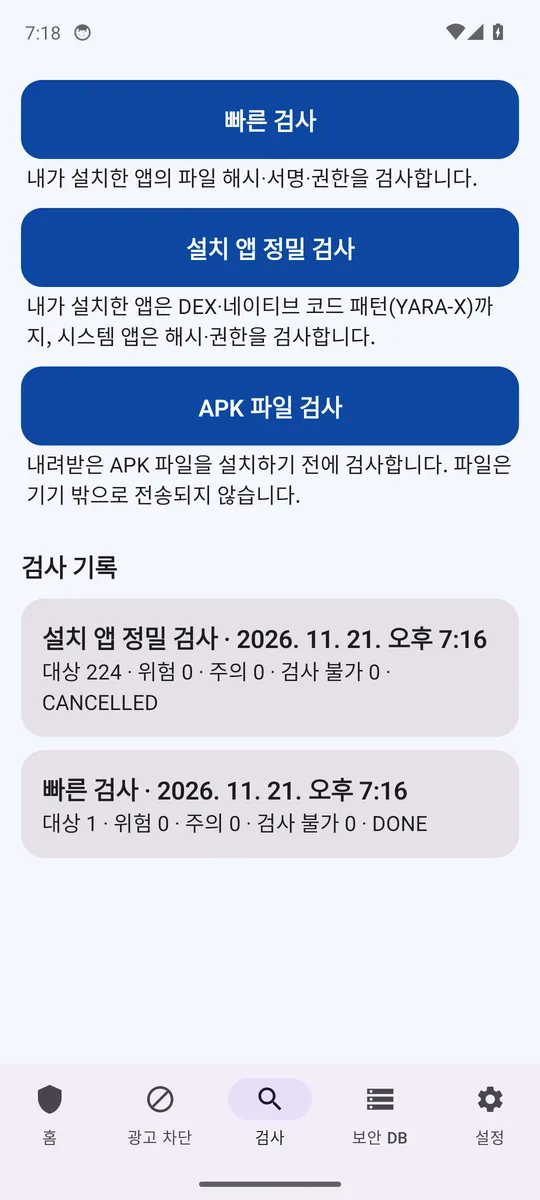 7:18
빠른 검사
내가 설치한 앱의 파일 해시·서명·권한을 검사합니다.
설치 앱 정밀 검사
내가 설치한 앱은 DEX·네이티브 코드 패턴(YARA-X)까
지, 시스템 앱은 해시·권한을 검사합니다.
APK 파일 검사
내려받은 APK 파일을 설치하기 전에 검사합니다. 파일은
기기 밖으로 전송되지 않습니다.
검사 기록
설치 앱 정밀 검사 · 2026. 11. 21. 오후 7:16
대상 224 · 위험 0 · 주의 0 · 검사 불가 0 ·
CANCELLED
빠른 검사 · 2026. 11. 21. 오후 7:16
대상 1 · 위험 0 · 주의 0 · 검사 불가 0 · DONE
홈
광고 차단
검사
보안 DB
설정